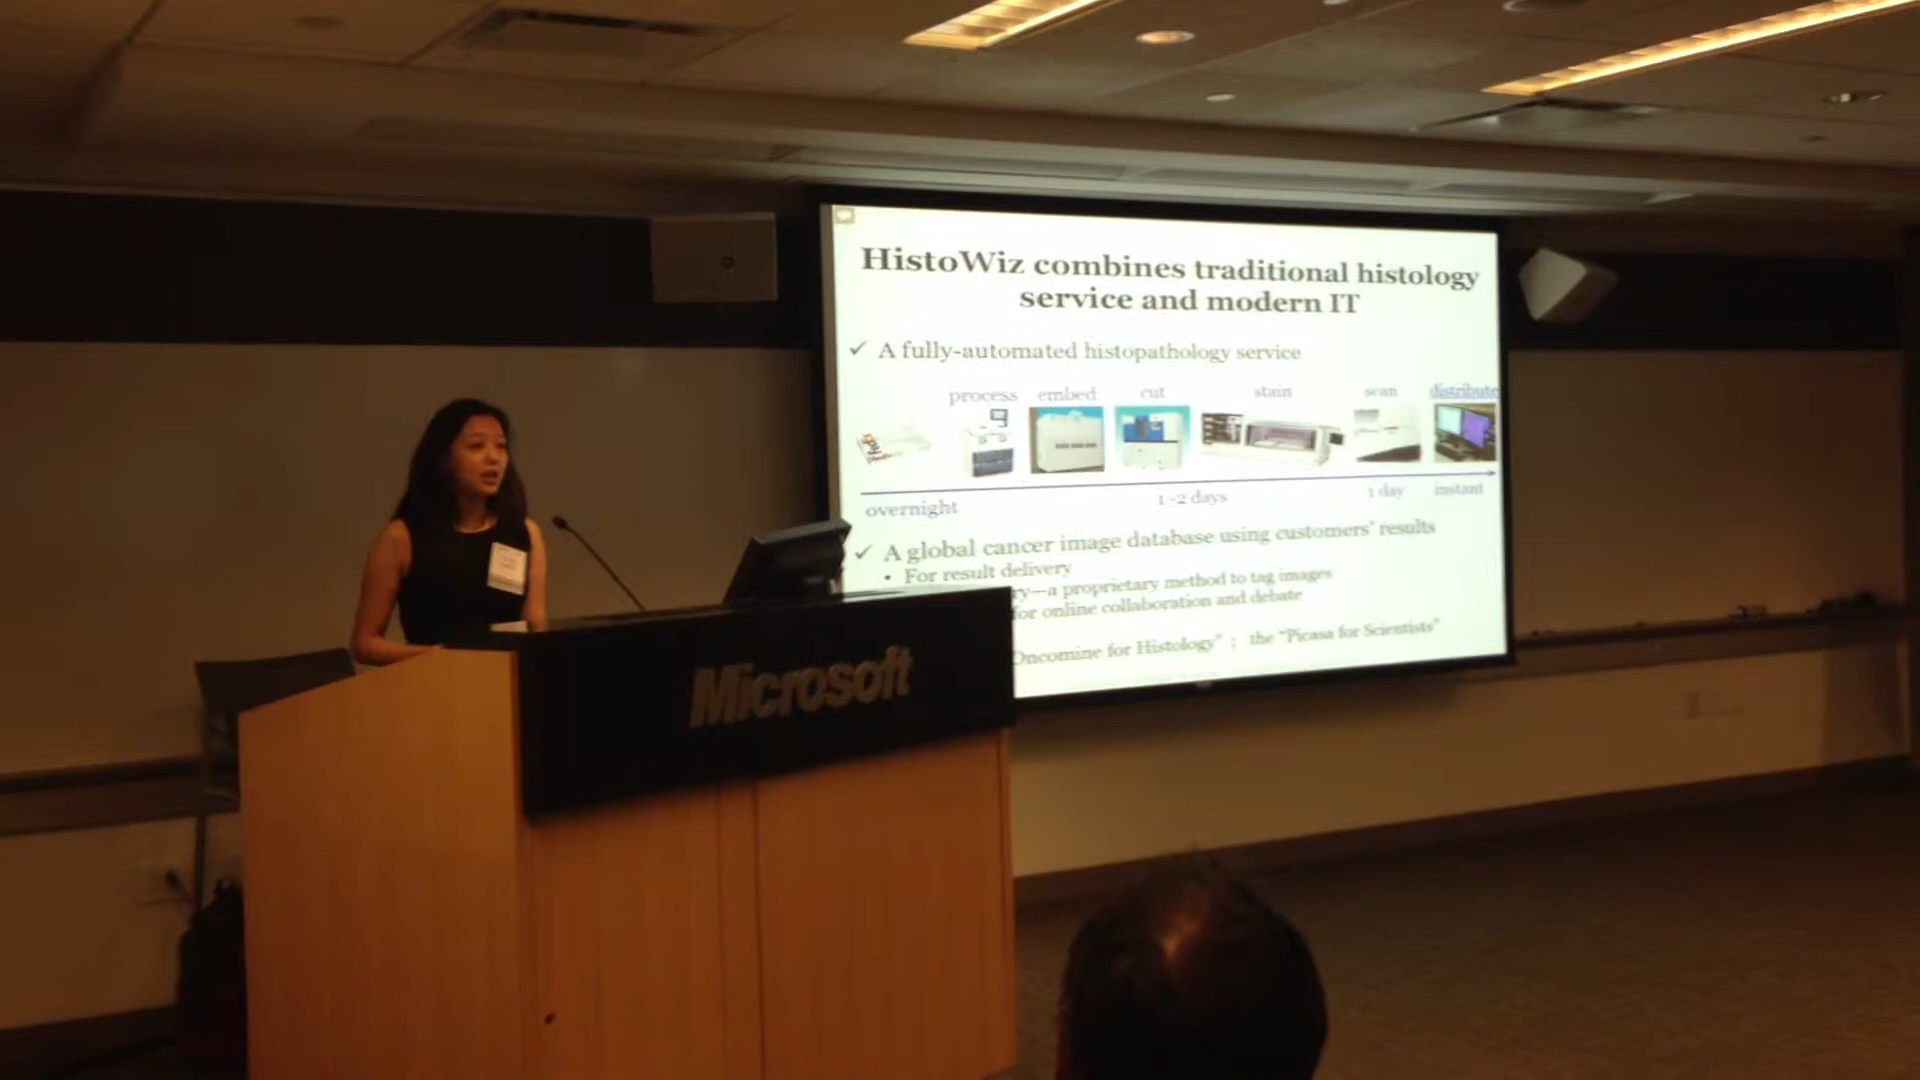 HistoWiz combines traditional histology
service and modern IT
✓ A fully-automated histopathology service
process embed cut stain scan distribute
overnight 1-2 days 1 day instant
✓ A global cancer image database using customers' results
• For result delivery
ry—a proprietary method to tag images
for online collaboration and debate
Oncomine for Histology" ; the "Picasa for Scientists"
Microsoft